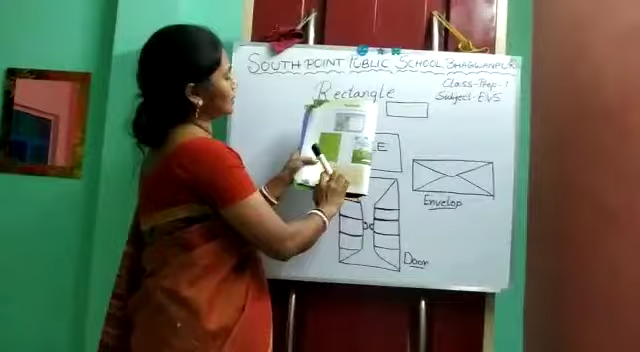 SOUTH POINT PUBLIC SCHOOL BHAGWANPUR
Class-Prep-1
Subject-EVS
Rectangle
E
Envelop
Door